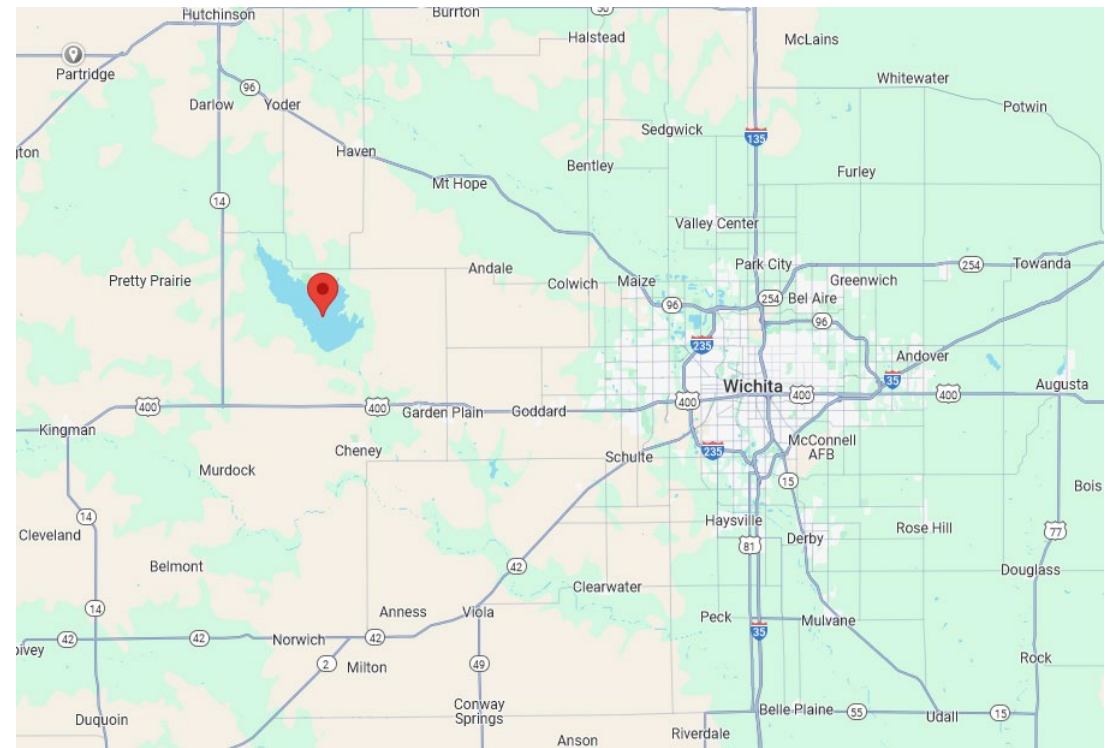 Hutchinson
Burrton
50
Halstead
McLains
Partridge
Whitewater
96
Darlow
Yoder
Potwin
Sedgwick
135
gton
Haven
Bentley
Furley
Mt Hope
14
Valley Center
Park City
254
Towanda
Andale
Pretty Prairie
Colwich
Maize
Greenwich
96
254
Bel Aire
96
235
Andover
35
Wichita
Augusta
400
400
400
400
400
Garden Plain
Goddard
Kingman
Cheney
McConnell
AFB
Murdock
Schulte
235
15
Bois
14
Cleveland
Haysville
Rose Hill
77
81
Derby
Belmont
42
Douglass
Clearwater
14
Anness
Viola
Peck
Mulvane
42
42
Norwich
42
35
pivey
2
Milton
49
Rock
Conway
Springs
Belle Plaine
55
Udall
15
Duquoin
Riverdale
Anson